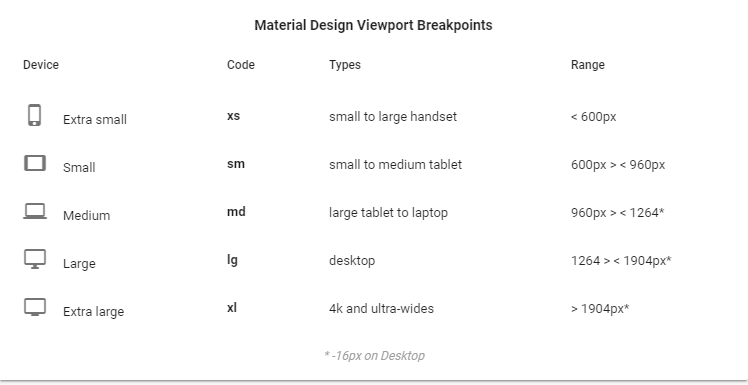 Material Design Viewport Breakpoints
Device Code Types Range
Extra small xs small to large handset < 600px
Small sm small to medium tablet 600px > < 960px
Medium md large tablet to laptop 960px > < 1264*
Large lg desktop 1264 > < 1904px*
Extra large xl 4k and ultra-wides > 1904px*
* -16px on Desktop